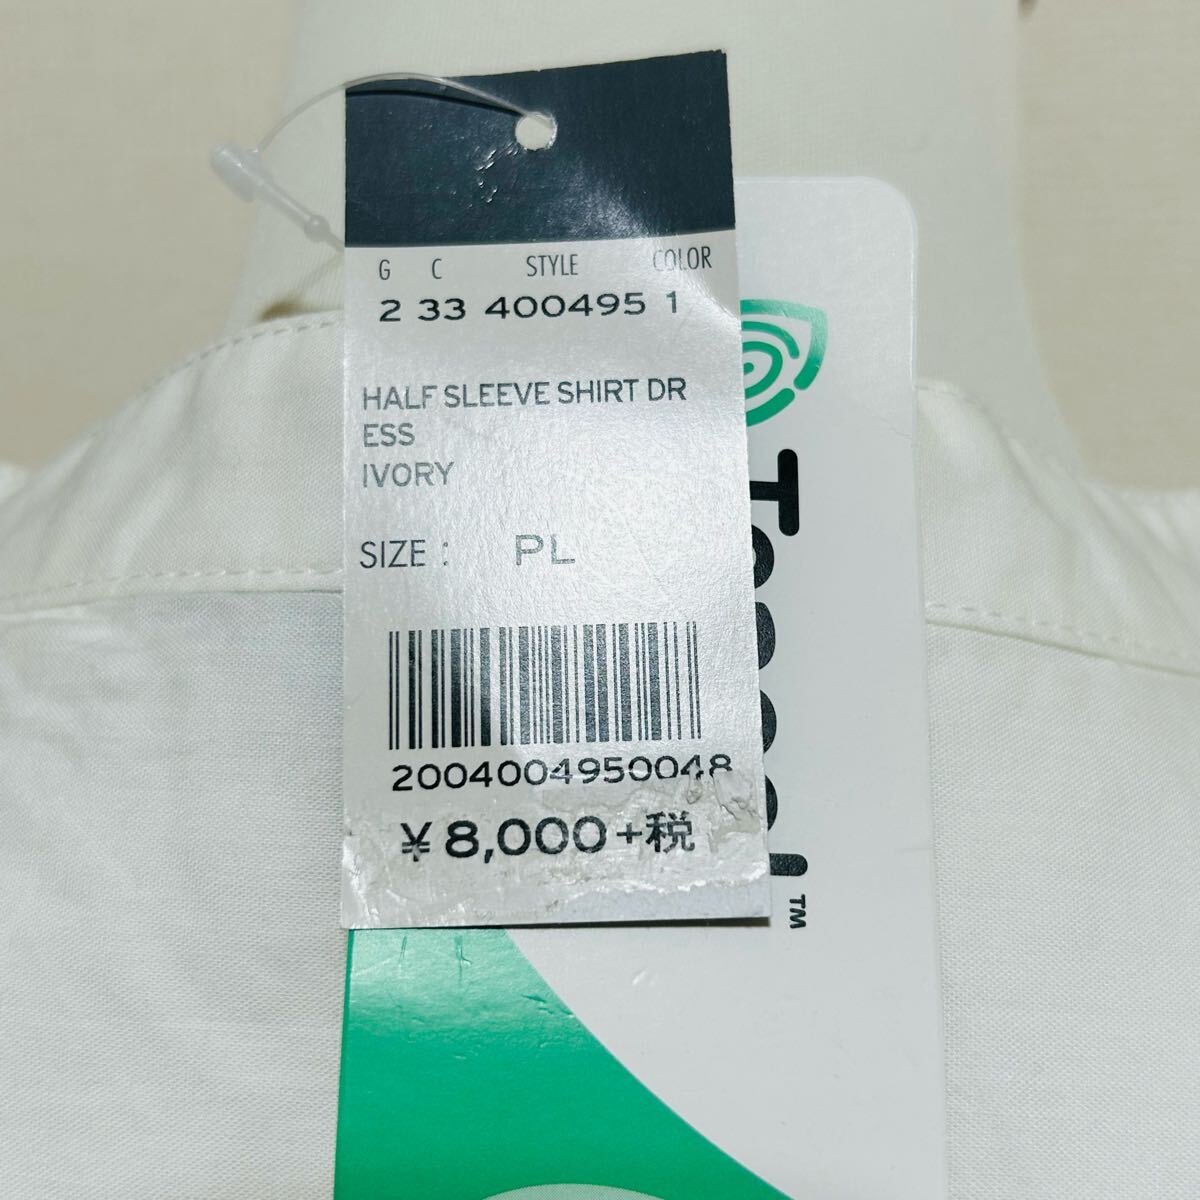 G C STYLE COLOR
2 33 400495 1
HALF SLEEVE SHIRT DR
ESS
IVORY
SIZE : PL
2004004950048
¥8,000+税
TM